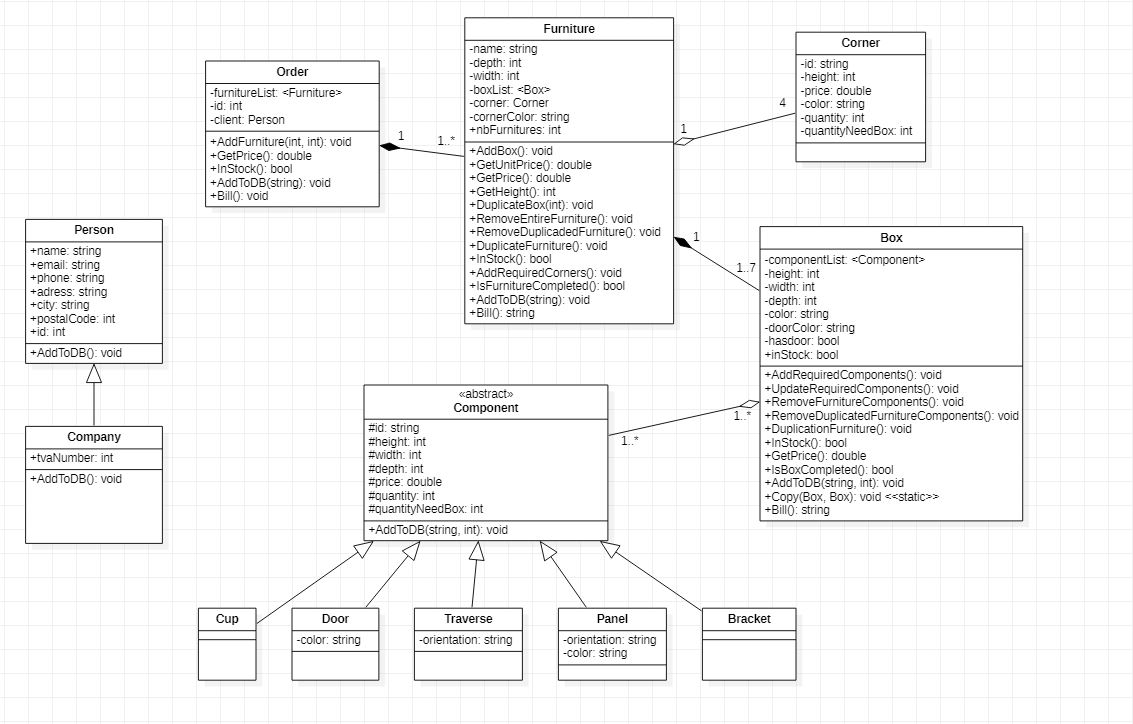 Furniture
-name: string
-depth: int
-width: int
-boxList: <Box>
-corner: Corner
-cornerColor: string
+nbFurnitures: int
+AddBox(): void
+GetUnitPrice(): double
+GetPrice(): double
+GetHeight(): int
+DuplicateBox(int): void
+RemoveEntireFurniture(): void
+RemoveDuplicadedFurniture(): void
+DuplicateFurniture(): void
+InStock(): bool
+AddRequiredCorners(): void
+IsFurnitureCompleted(): bool
+AddToDB(string): void
+Bill(): string
Corner
-id: string
-height: int
-price: double
-color: string
-quantity: int
-quantityNeedBox: int
Order
-furnitureList: <Furniture>
-id: int
-client: Person
+AddFurniture(int, int): void
+GetPrice(): double
+InStock(): bool
+AddToDB(string): void
+Bill(): void
1
1..*
1
4
1
1..7
Person
+name: string
+email: string
+phone: string
+adress: string
+city: string
+postalCode: int
+id: int
+AddToDB(): void
Box
-componentList: <Component>
-height: int
-width: int
-depth: int
-color: string
-doorColor: string
-hasdoor: bool
+inStock: bool
+AddRequiredComponents(): void
+UpdateRequiredComponents(): void
+RemoveFurnitureComponents(): void
+RemoveDuplicatedFurnitureComponents(): void
+DuplicationFurniture(): void
+InStock(): bool
+GetPrice(): double
+IsBoxCompleted(): bool
+AddToDB(string, int): void
+Copy(Box, Box): void <<static>>
+Bill(): string
Company
+tvaNumber: int
+AddToDB(): void
«abstract»
Component
#id: string
#height: int
#width: int
#depth: int
#price: double
#quantity: int
#quantityNeedBox: int
+AddToDB(string, int): void
1..*
1..*
Cup
Door
-color: string
Traverse
-orientation: string
Panel
-orientation: string
-color: string
Bracket